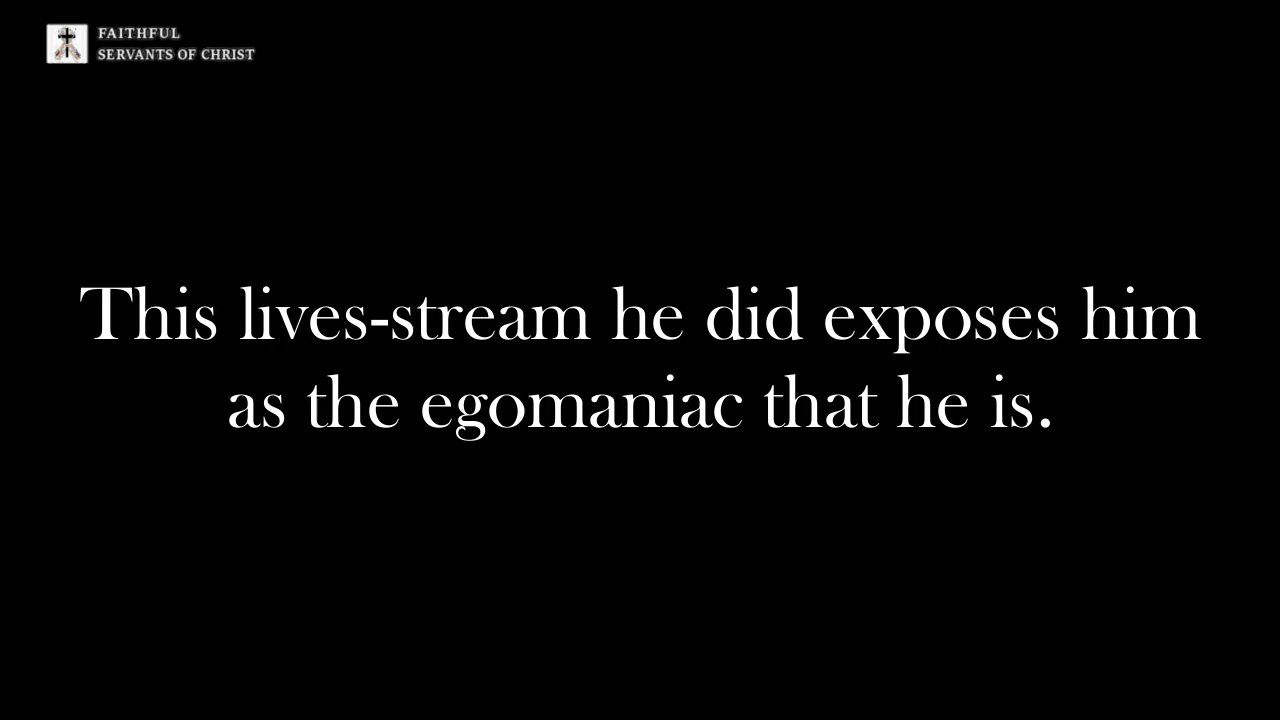 FAITHFUL
SERVANTS OF CHRIST
This lives-stream he did exposes him
as the egomaniac that he is.